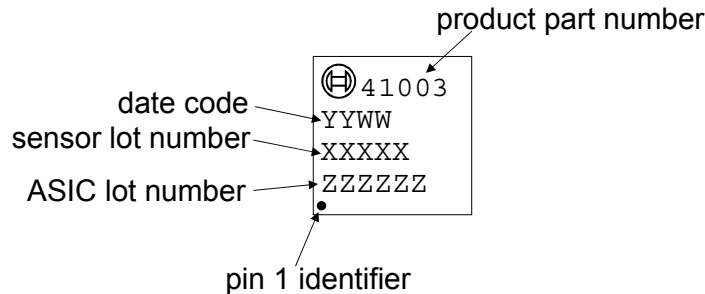 product part number
41003
date code
YYWW
sensor lot number
XXXXX
ASIC lot number
ZZZZZZ
pin 1 identifier